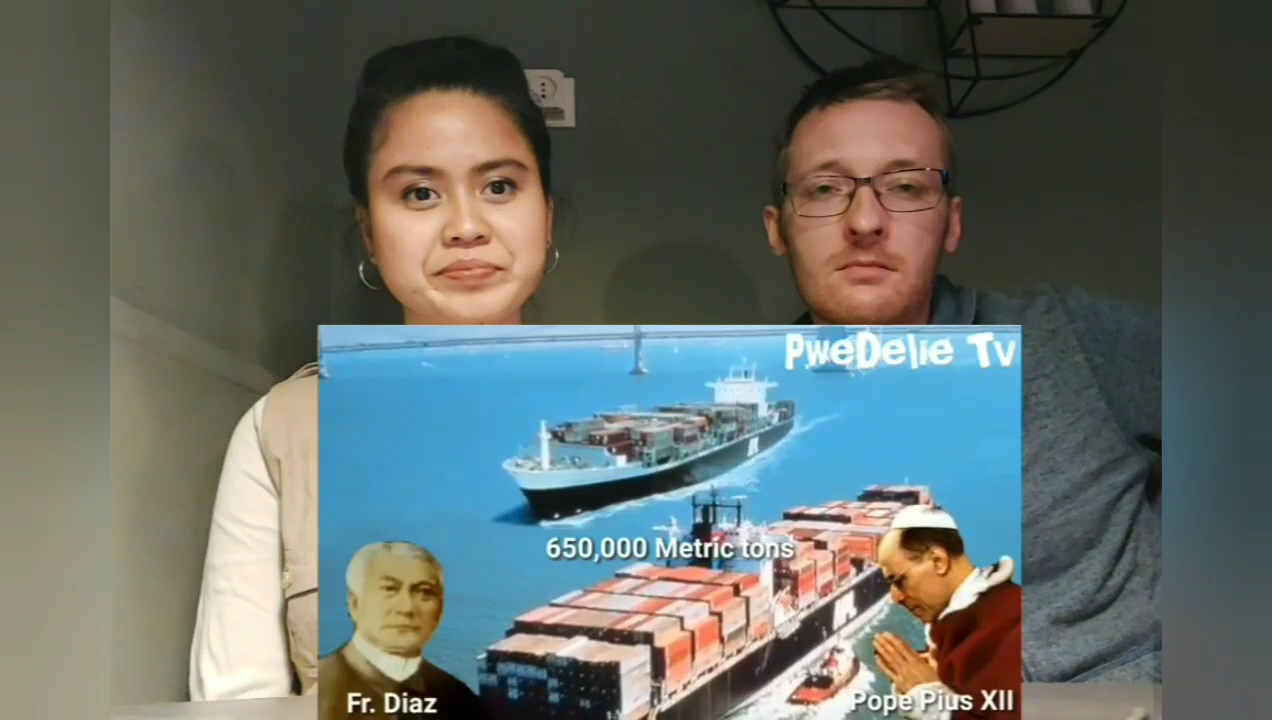 PweDelie Tv
650,000 Metric tons
Fr. Diaz
Pope Pius XII